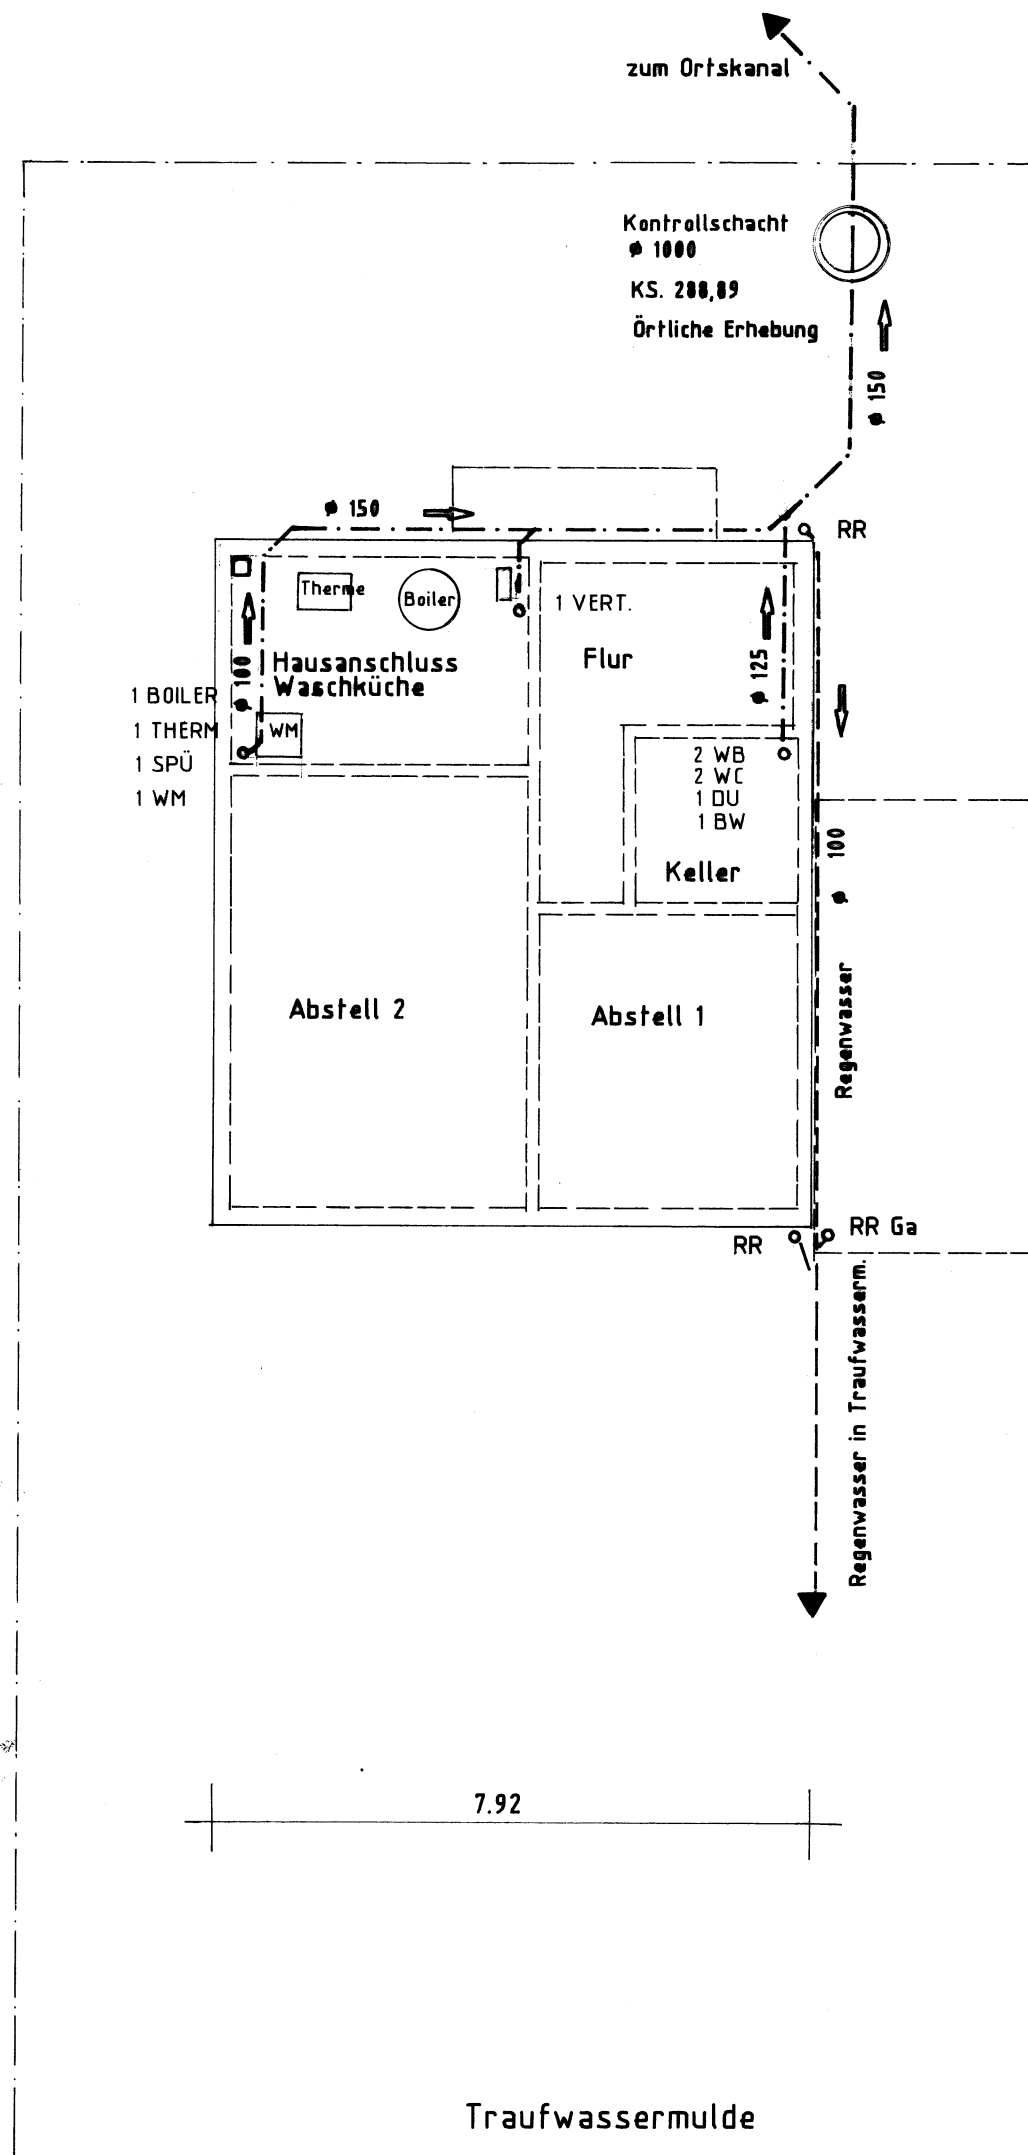 zum Ortskanal
Kontrollschacht
ø 1000
KS. 288,89
Örtliche Erhebung
ø 150
ø 150
RR
Therme
Boiler
1 VERT.
Flur
ø 125
Hausanschluss
Waschküche
ø 100
1 BOILER
1 THERM
1 SPÜ
1 WM
WM
2 WB
2 WC
1 DU
1 BW
Keller
ø 100
Regenwasser
Abstell 2
Abstell 1
RR
RR Ga
Regenwasser in Traufwasserm.
7.92
Traufwassermulde